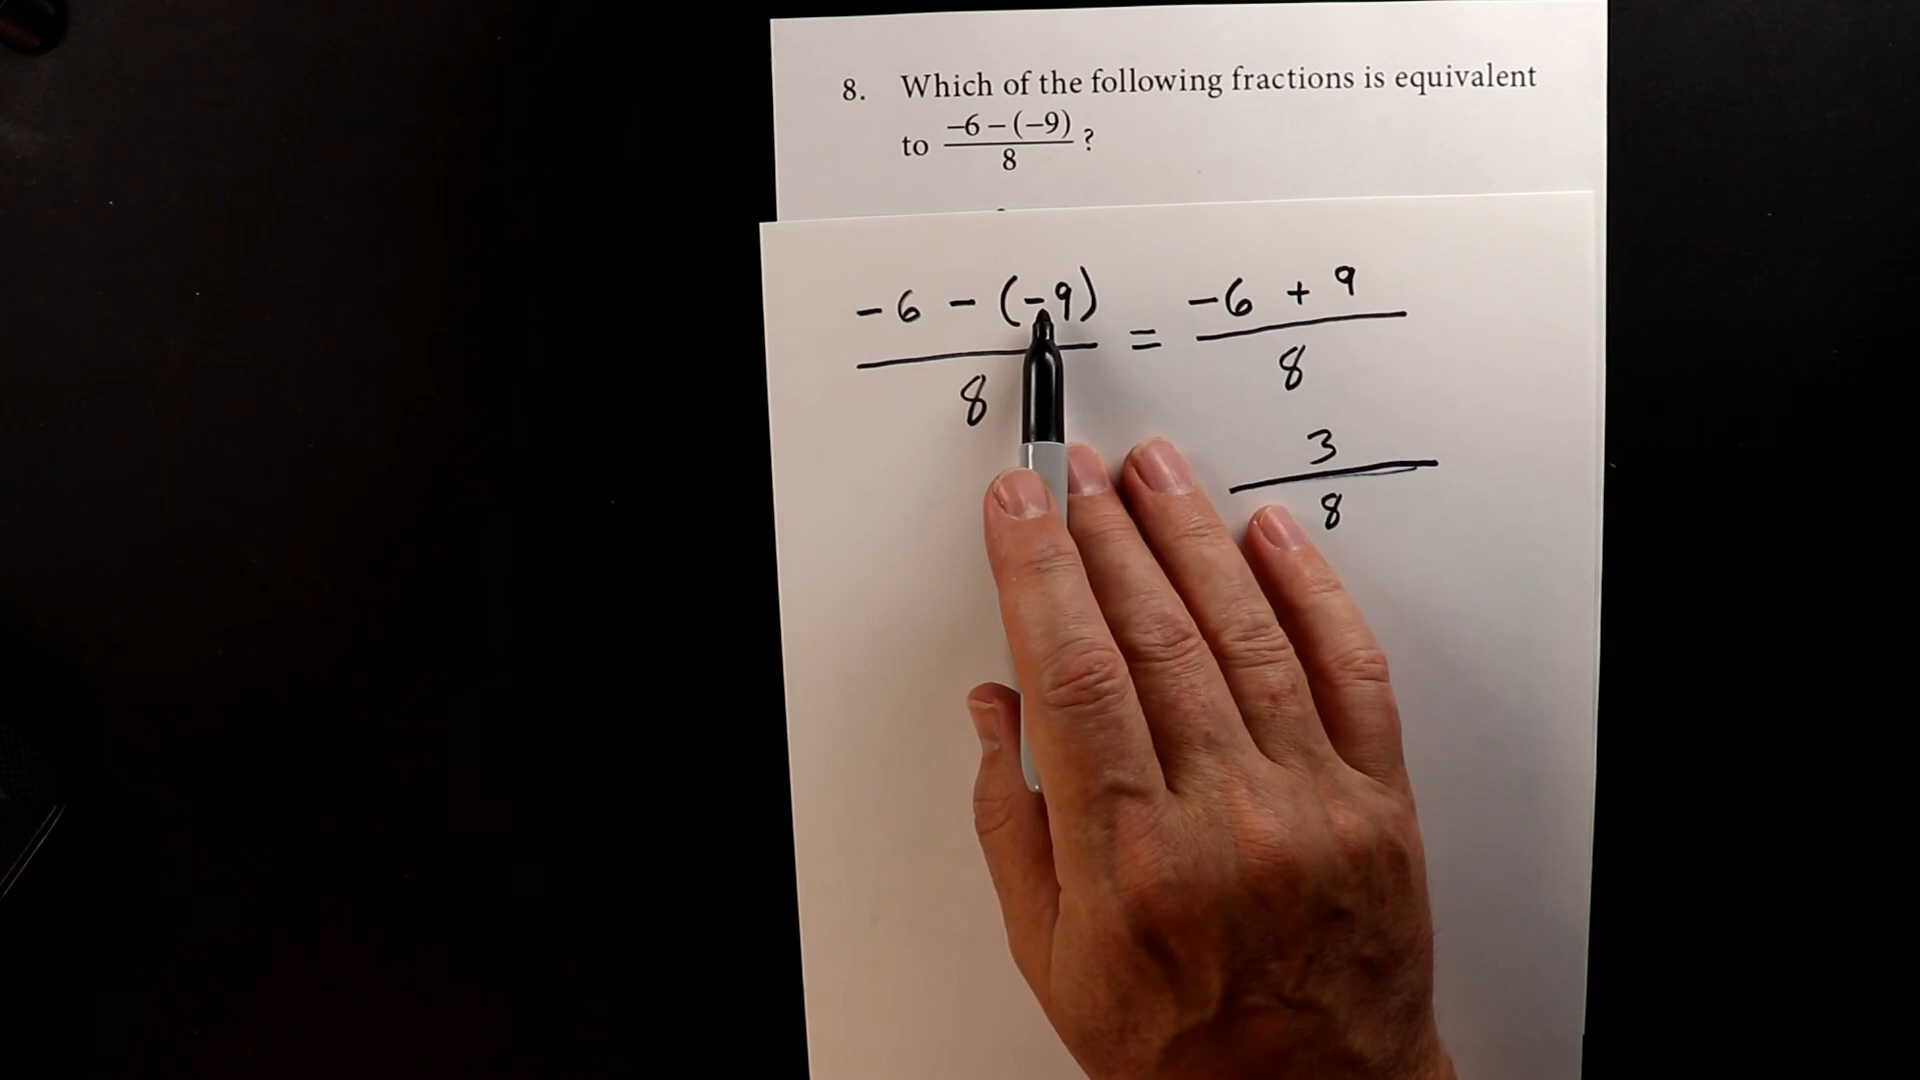 8. Which of the following fractions is equivalent
to −6 − (−9) / 8 ?
-6 - (-9) / 8 = -6 + 9 / 8
3 / 8